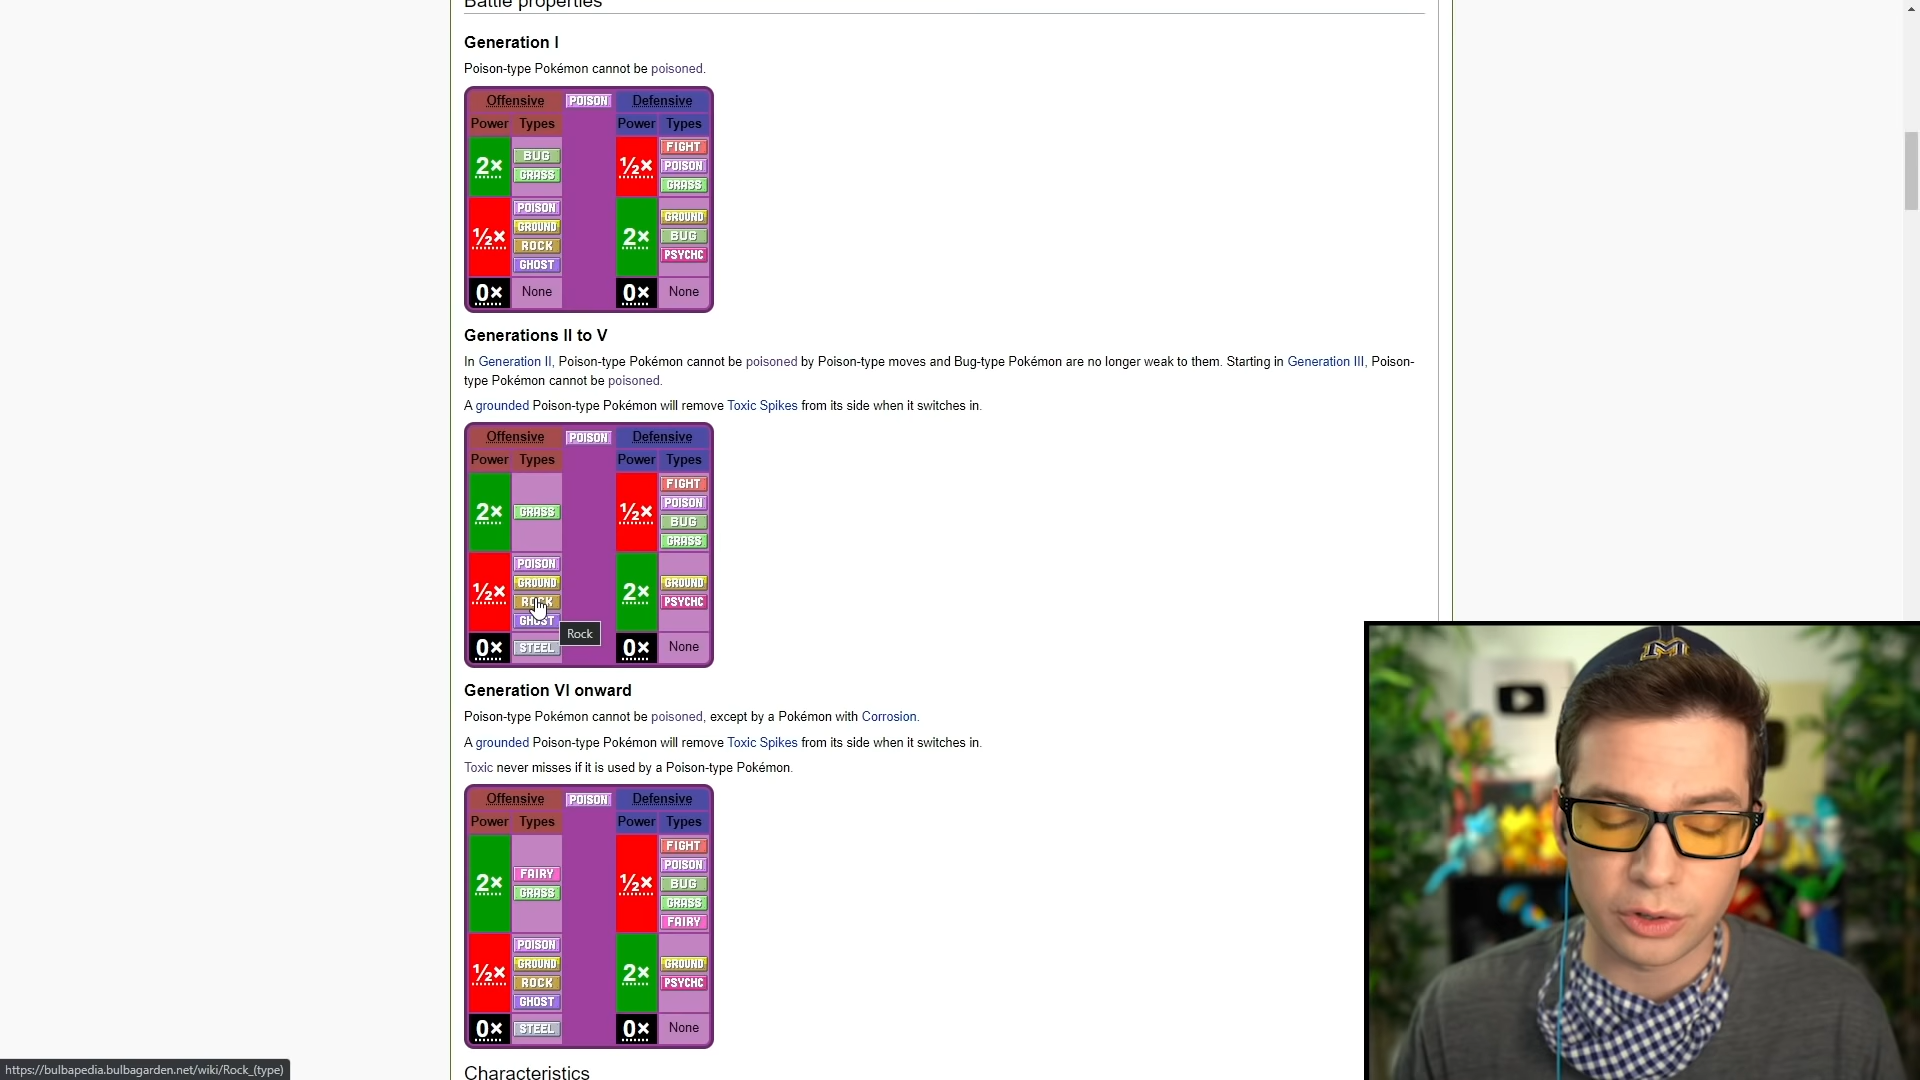 Battle properties
Generation I
Poison-type Pokémon cannot be poisoned.
Offensive POISON Defensive
Power Types Power Types
2× BUG GRASS ½× FIGHT POISON GRASS
½× POISON GROUND ROCK GHOST 2× GROUND BUG PSYCHC
0× None 0× None
Generations II to V
In Generation II, Poison-type Pokémon cannot be poisoned by Poison-type moves and Bug-type Pokémon are no longer weak to them. Starting in Generation III, Poison-
type Pokémon cannot be poisoned.
A grounded Poison-type Pokémon will remove Toxic Spikes from its side when it switches in.
Offensive POISON Defensive
Power Types Power Types
2× GRASS ½× FIGHT POISON BUG GRASS
½× POISON GROUND ROCK GHOST 2× GROUND PSYCHC
Rock
0× STEEL 0× None
Generation VI onward
Poison-type Pokémon cannot be poisoned, except by a Pokémon with Corrosion.
A grounded Poison-type Pokémon will remove Toxic Spikes from its side when it switches in.
Toxic never misses if it is used by a Poison-type Pokémon.
Offensive POISON Defensive
Power Types Power Types
2× FAIRY GRASS ½× FIGHT POISON BUG GRASS FAIRY
½× POISON GROUND ROCK GHOST 2× GROUND PSYCHC
0× STEEL 0× None
Characteristics
https://bulbapedia.bulbagarden.net/wiki/Rock_(type)
M